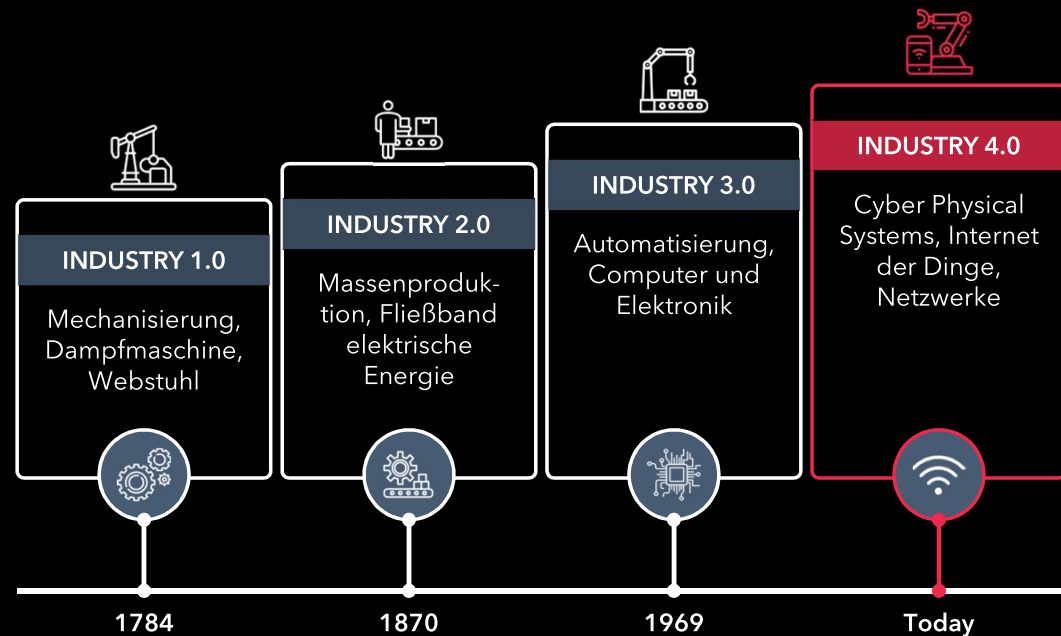 INDUSTRY 1.0
Mechanisierung,
Dampfmaschine,
Webstuhl
1784
INDUSTRY 2.0
Massenproduk-
tion, Fließband
elektrische
Energie
1870
INDUSTRY 3.0
Automatisierung,
Computer und
Elektronik
1969
INDUSTRY 4.0
Cyber Physical
Systems, Internet
der Dinge,
Netzwerke
Today